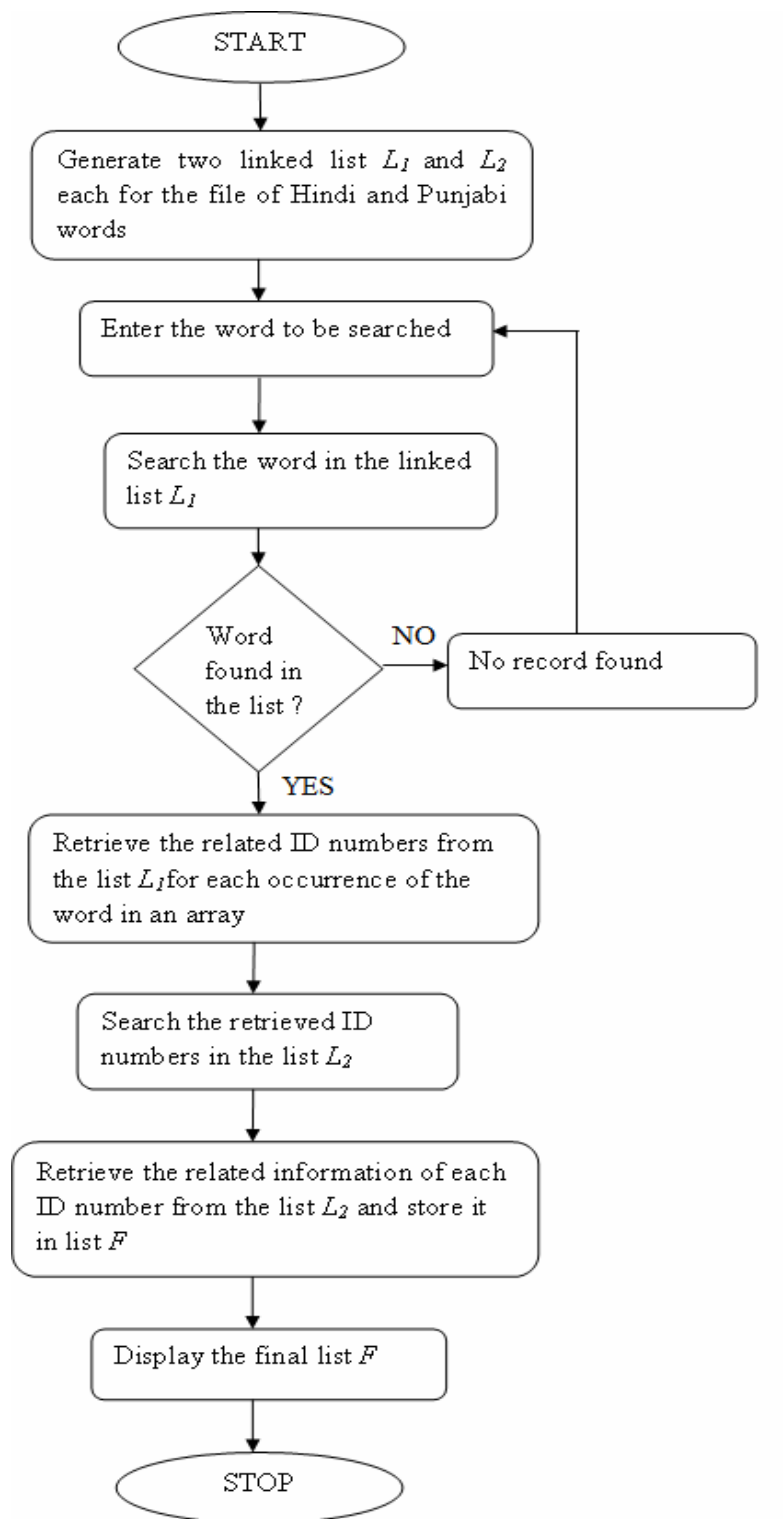 START
Generate two linked list L₁ and L₂
each for the file of Hindi and Punjabi
words
Enter the word to be searched
Search the word in the linked
list L₁
Word
found in
the list ?
NO
No record found
YES
Retrieve the related ID numbers from
the list L₁for each occurrence of the
word in an array
Search the retrieved ID
numbers in the list L₂
Retrieve the related information of each
ID number from the list L₂ and store it
in list F
Display the final list F
STOP